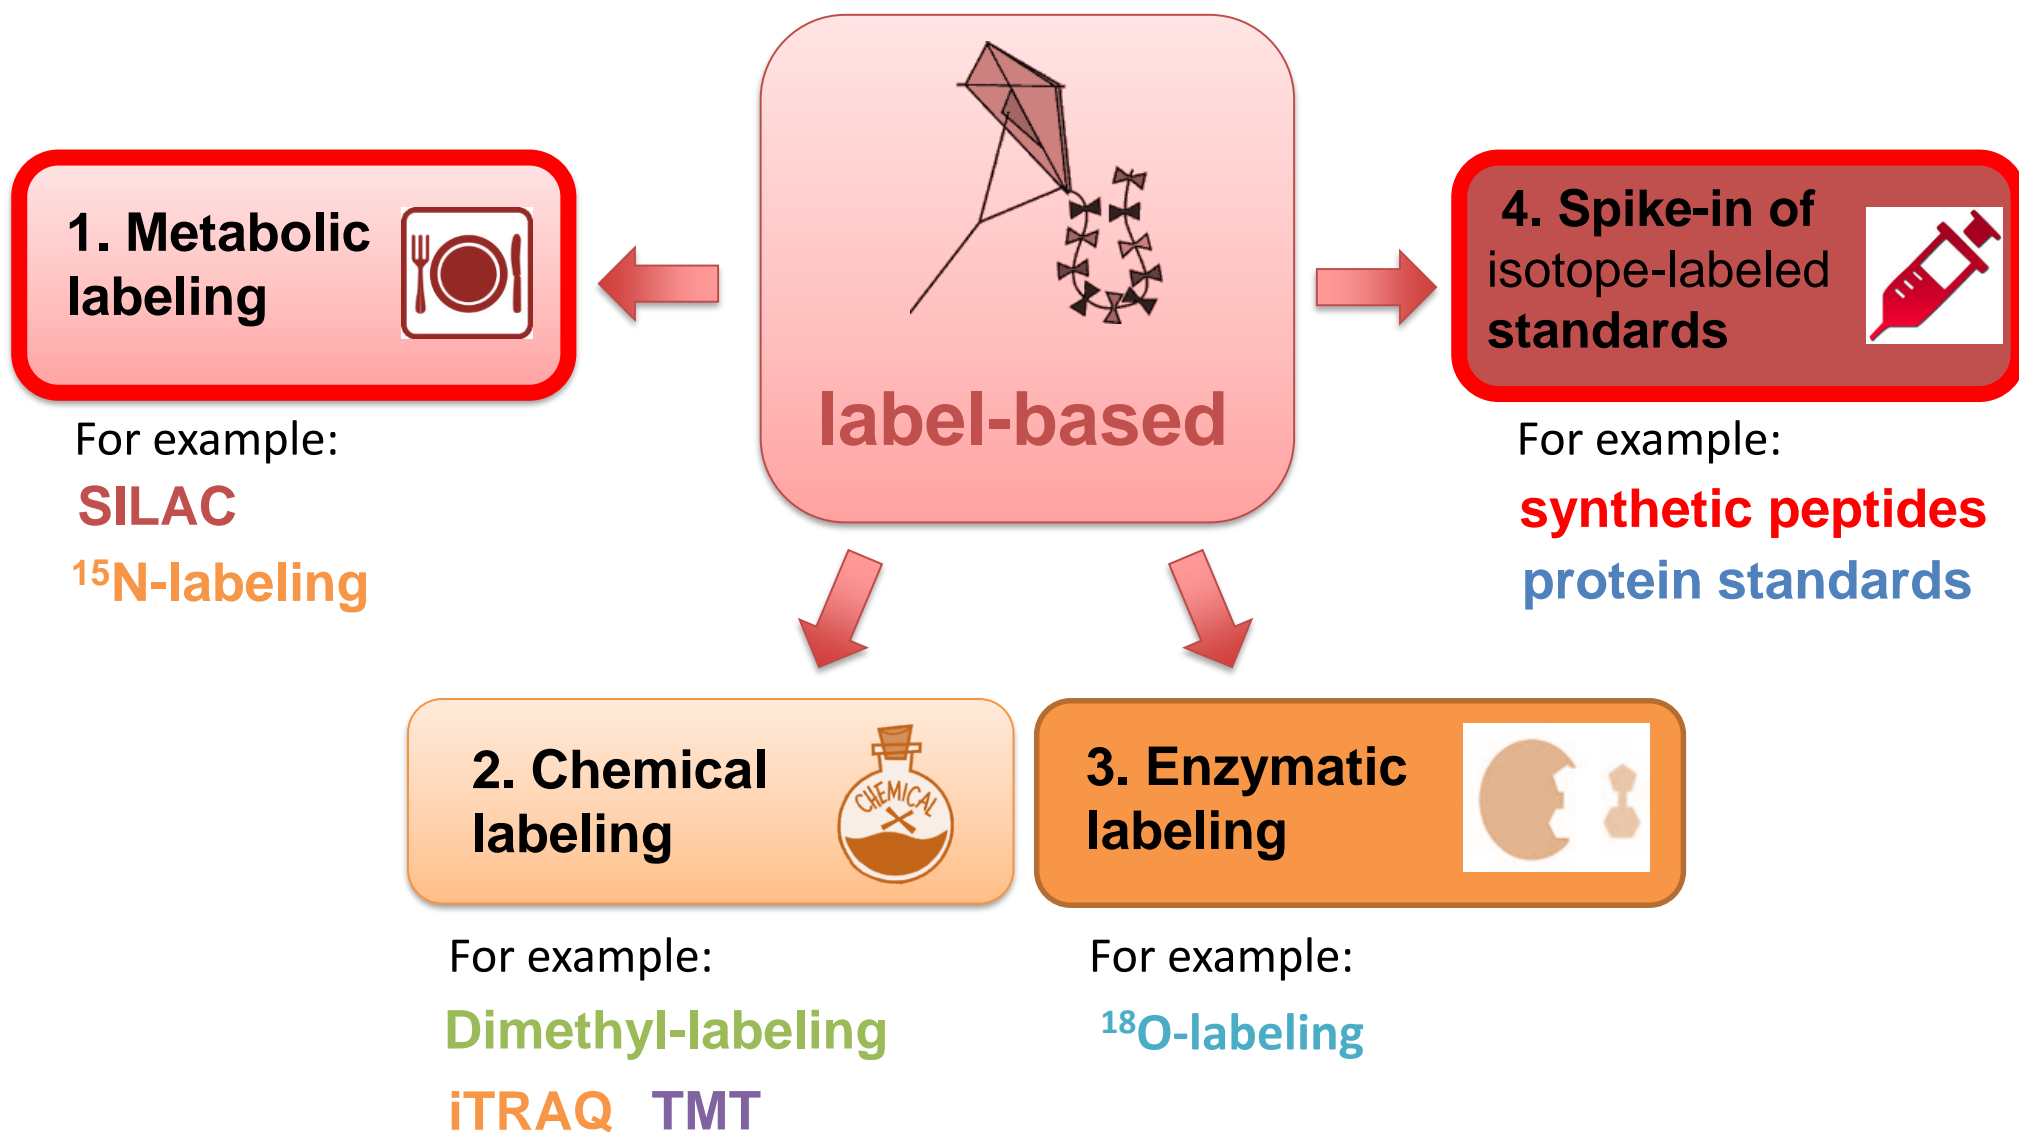 label-based
1. Metabolic
labeling
For example:
SILAC
¹⁵N-labeling
2. Chemical
labeling
CHEMICAL
For example:
Dimethyl-labeling
iTRAQ TMT
3. Enzymatic
labeling
For example:
¹⁸O-labeling
4. Spike-in of
isotope-labeled
standards
For example:
synthetic peptides
protein standards